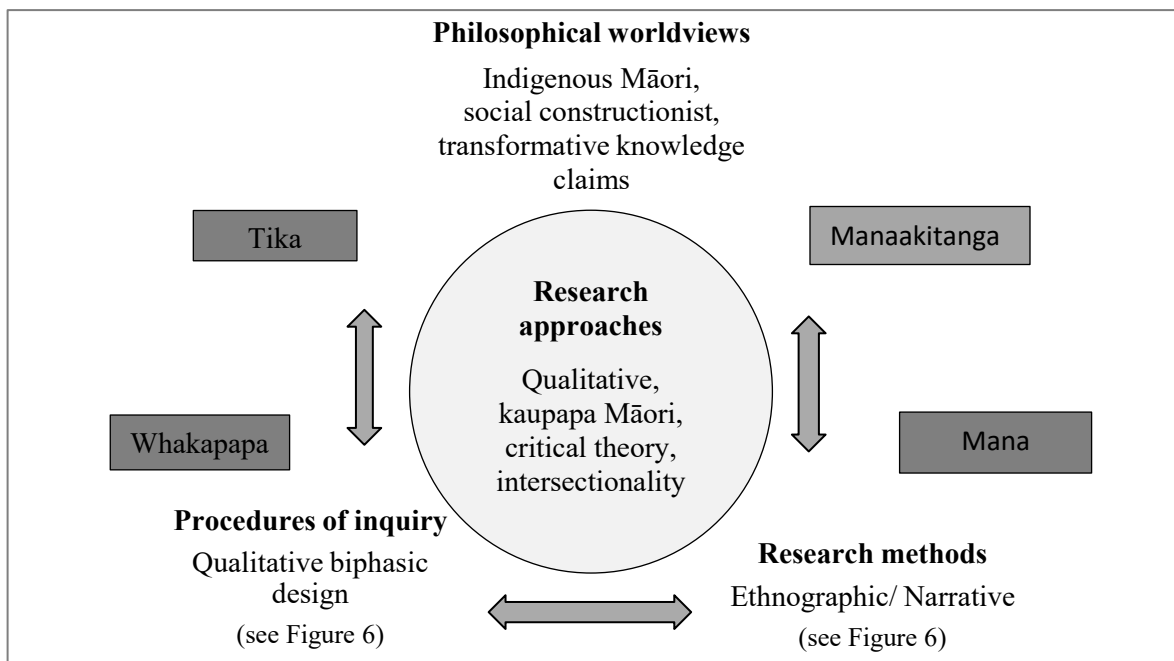 Philosophical worldviews
Indigenous Māori,
social constructionist,
transformative knowledge
claims
Tika
Manaakitanga
Research
approaches
Qualitative,
kaupapa Māori,
critical theory,
intersectionality
Whakapapa
Mana
Procedures of inquiry
Qualitative biphasic
design
(see Figure 6)
Research methods
Ethnographic/ Narrative
(see Figure 6)